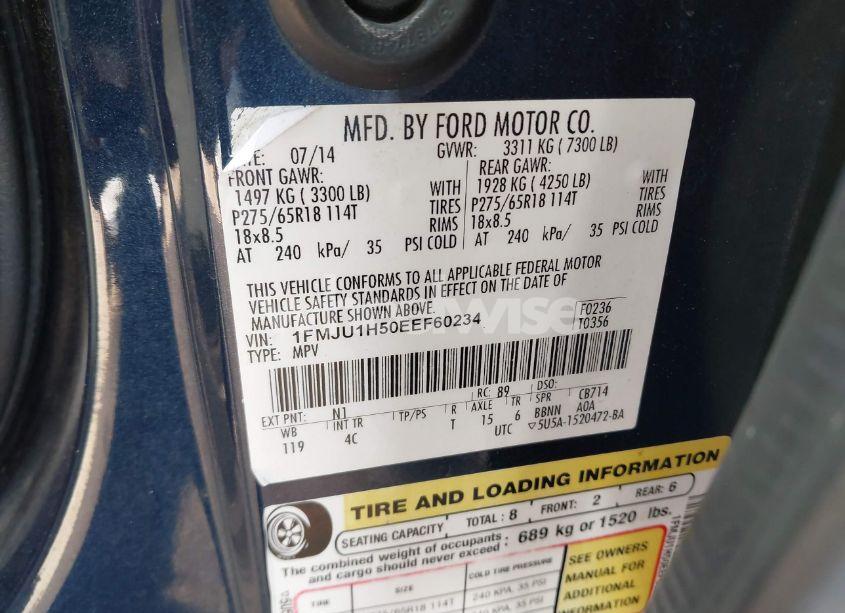 MFD. BY FORD MOTOR CO.
07/14 GVWR: 3311 KG ( 7300 LB)
FRONT GAWR: REAR GAWR:
1497 KG ( 3300 LB) WITH 1928 KG ( 4250 LB) WITH
P275/65R18 114T TIRES P275/65R18 114T TIRES
18x8.5 RIMS 18x8.5 RIMS
AT 240 kPa/ 35 PSI COLD AT 240 kPa/ 35 PSI COLD
THIS VEHICLE CONFORMS TO ALL APPLICABLE FEDERAL MOTOR
VEHICLE SAFETY STANDARDS IN EFFECT ON THE DATE OF
MANUFACTURE SHOWN ABOVE.
VIN: 1FMJU1H50EEF60234 F0236
TYPE: MPV T0356
EXT PNT: N1 RC: 89 DSO: CB714
WB INT TR TP/PS R AXLE TR SPR A0A
119 4C T 15 6 BBNN
UTC ▽5U5A-1520472-BA
TIRE AND LOADING INFORMATION
SEATING CAPACITY TOTAL: 8 FRONT: 2 REAR: 6
The combined weight of occupants and cargo should never exceed : 689 kg or 1520 lbs.
TIRE SIZE COLD TIRE PRESSURE
240 KPA, 35 PSI
SEE OWNERS
MANUAL FOR
ADDITIONAL